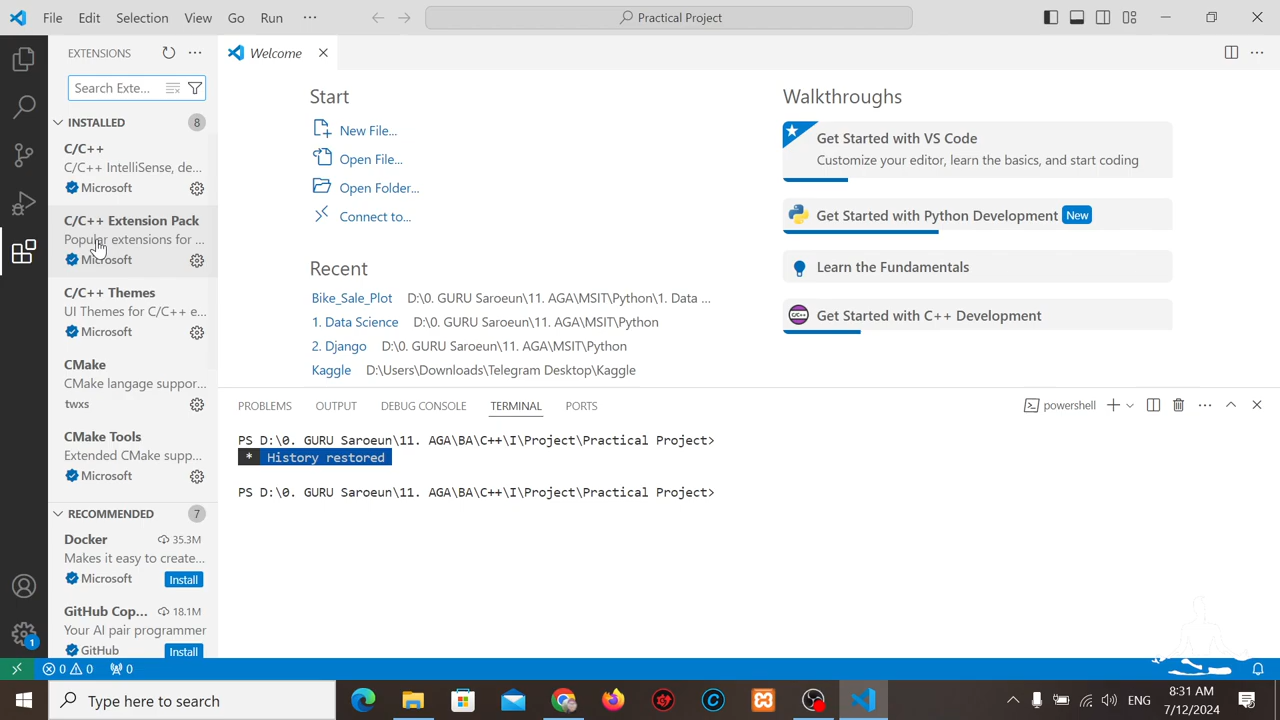 File Edit Selection View Go Run ···
Practical Project
EXTENSIONS
Search Exte...
INSTALLED 8
C/C++
C/C++ IntelliSense, de...
Microsoft
C/C++ Extension Pack
Popular extensions for ...
Microsoft
C/C++ Themes
UI Themes for C/C++ e...
Microsoft
CMake
CMake langage suppor...
twxs
CMake Tools
Extended CMake supp...
Microsoft
RECOMMENDED 7
Docker 35.3M
Makes it easy to create...
Microsoft Install
GitHub Cop... 18.1M
Your AI pair programmer
GitHub Install
Welcome
Start
New File...
Open File...
Open Folder...
Connect to...
Recent
Bike_Sale_Plot D:\0. GURU Saroeun\11. AGA\MSIT\Python\1. Data ...
1. Data Science D:\0. GURU Saroeun\11. AGA\MSIT\Python
2. Django D:\0. GURU Saroeun\11. AGA\MSIT\Python
Kaggle D:\Users\Downloads\Telegram Desktop\Kaggle
Walkthroughs
Get Started with VS Code
Customize your editor, learn the basics, and start coding
Get Started with Python Development New
Learn the Fundamentals
Get Started with C++ Development
PROBLEMS OUTPUT DEBUG CONSOLE TERMINAL PORTS
powershell
PS D:\0. GURU Saroeun\11. AGA\BA\C++\I\Project\Practical Project>
* History restored
PS D:\0. GURU Saroeun\11. AGA\BA\C++\I\Project\Practical Project>
1
0 0 0
Type here to search
ENG
8:31 AM
7/12/2024